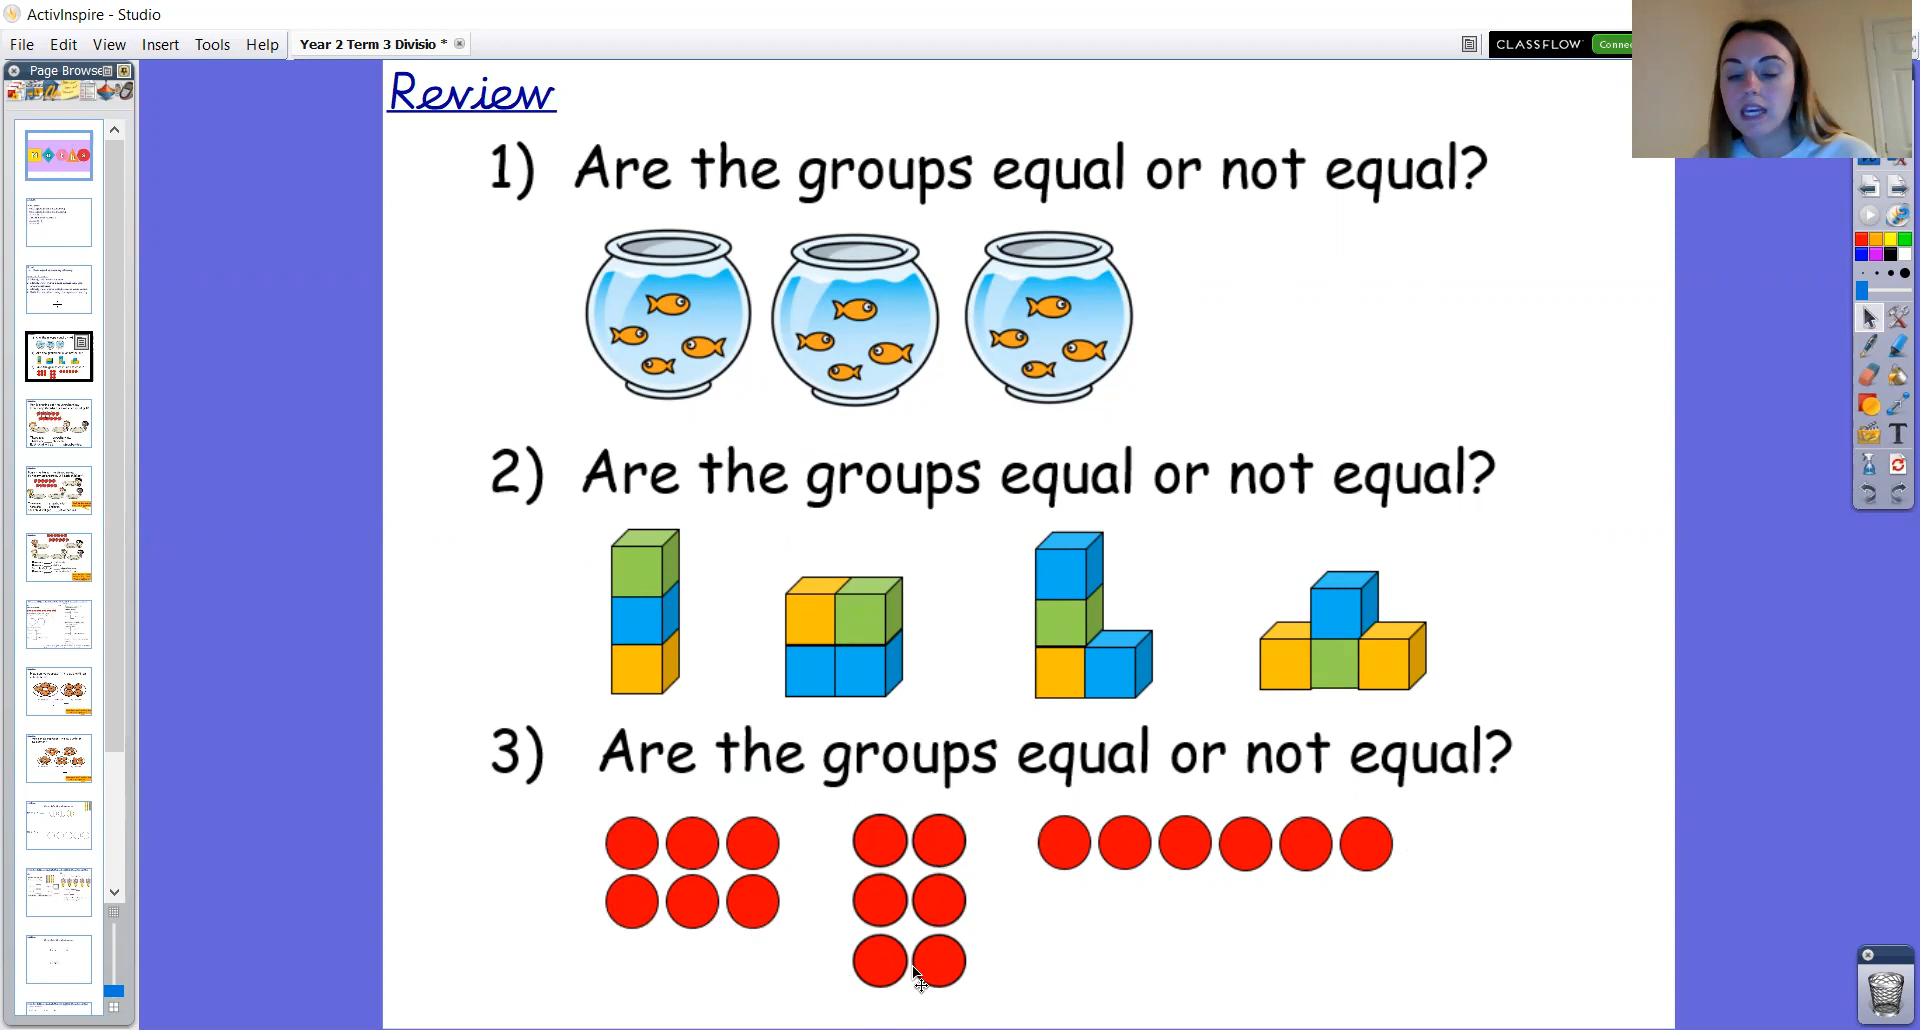 ActivInspire - Studio
File Edit View Insert Tools Help Year 2 Term 3 Divisio *
CLASSFLOW Connec
Page Browse
Review
1) Are the groups equal or not equal?
2) Are the groups equal or not equal?
3) Are the groups equal or not equal?
T